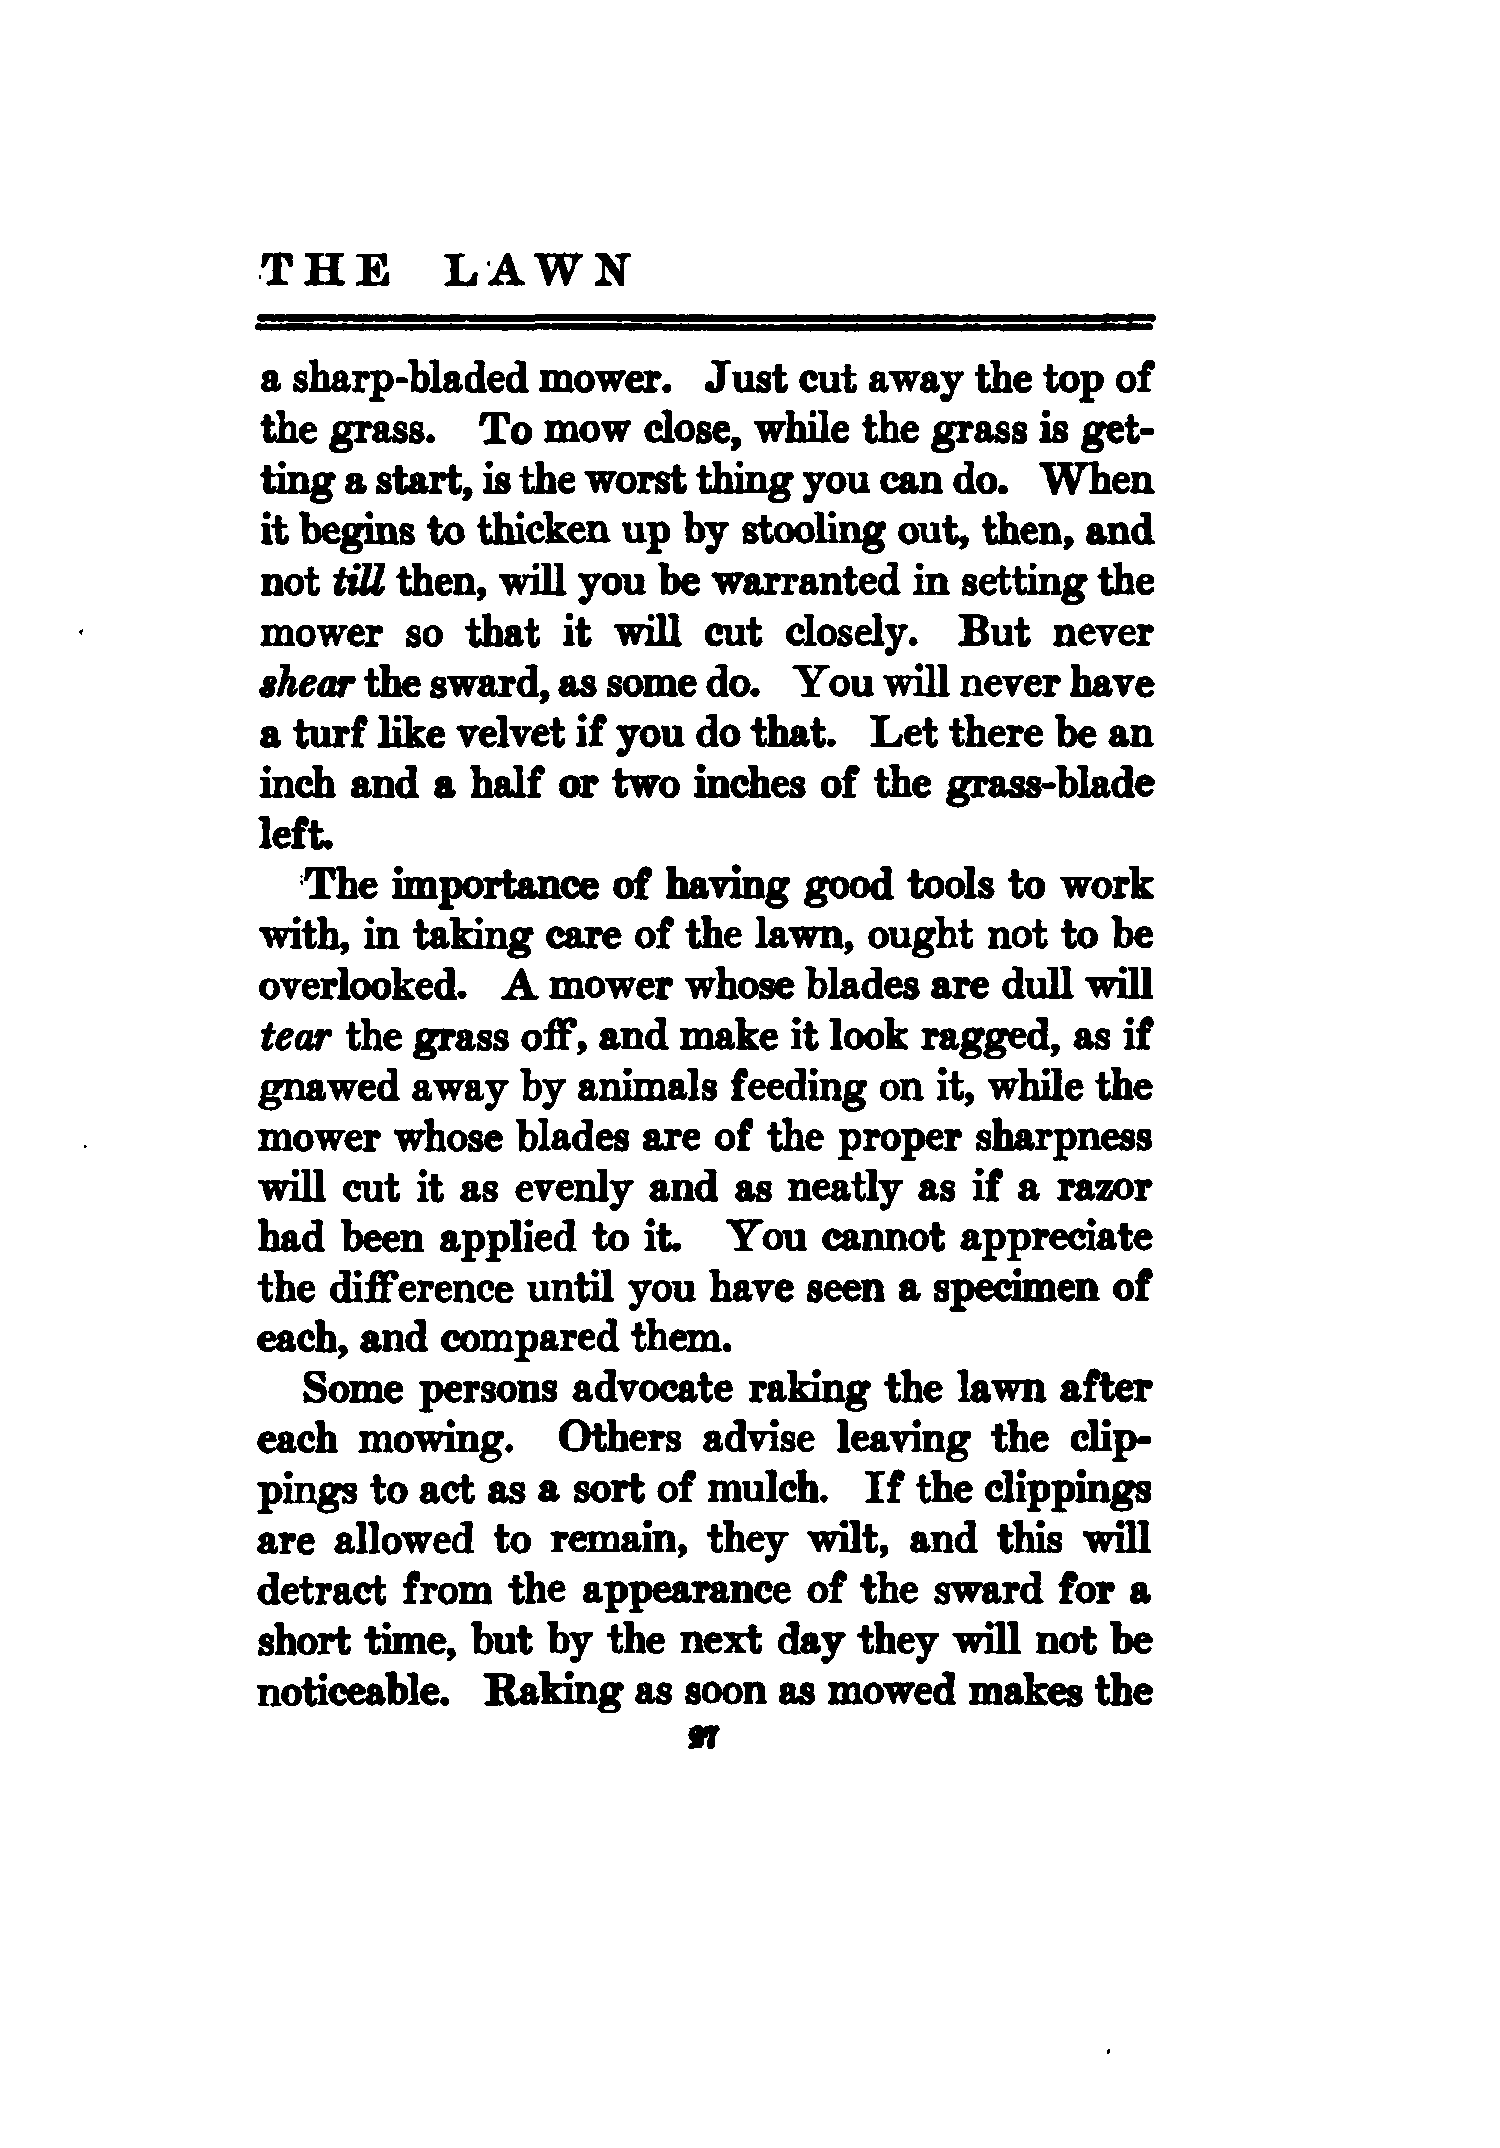 THE LAWN
a sharp-bladed mower. Just cut away the top of
the grass. To mow close, while the grass is get-
ting a start, is the worst thing you can do. When
it begins to thicken up by stooling out, then, and
not till then, will you be warranted in setting the
mower so that it will cut closely. But never
shear the sward, as some do. You will never have
a turf like velvet if you do that. Let there be an
inch and a half or two inches of the grass-blade
left.
The importance of having good tools to work
with, in taking care of the lawn, ought not to be
overlooked. A mower whose blades are dull will
tear the grass off, and make it look ragged, as if
gnawed away by animals feeding on it, while the
mower whose blades are of the proper sharpness
will cut it as evenly and as neatly as if a razor
had been applied to it. You cannot appreciate
the difference until you have seen a specimen of
each, and compared them.
Some persons advocate raking the lawn after
each mowing. Others advise leaving the clip-
pings to act as a sort of mulch. If the clippings
are allowed to remain, they wilt, and this will
detract from the appearance of the sward for a
short time, but by the next day they will not be
noticeable. Raking as soon as mowed makes the